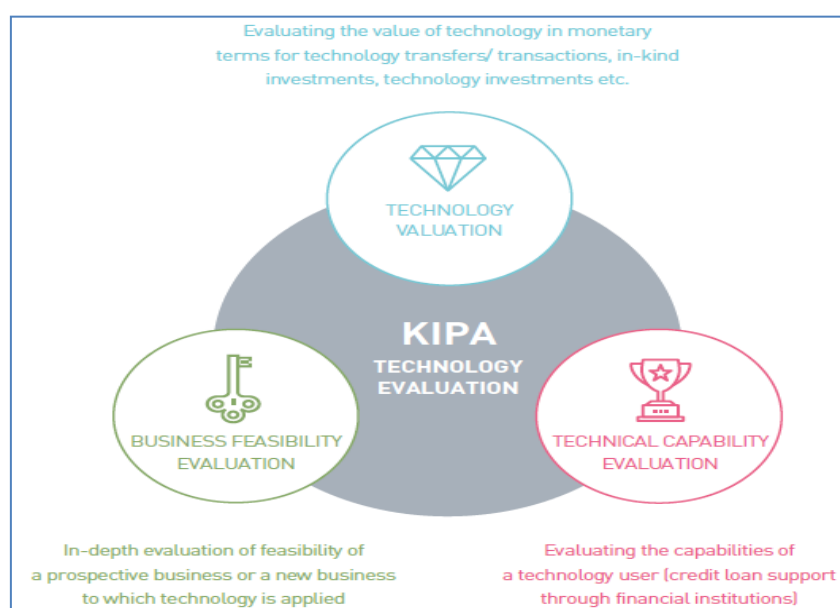 Evaluating the value of technology in monetary
terms for technology transfers/ transactions, in-kind
investments, technology investments etc.
TECHNOLOGY
VALUATION
KIPA
TECHNOLOGY
EVALUATION
BUSINESS FEASIBILITY
EVALUATION
TECHNICAL CAPABILITY
EVALUATION
In-depth evaluation of feasibility of
a prospective business or a new business
to which technology is applied
Evaluating the capabilities of
a technology user (credit loan support
through financial institutions)